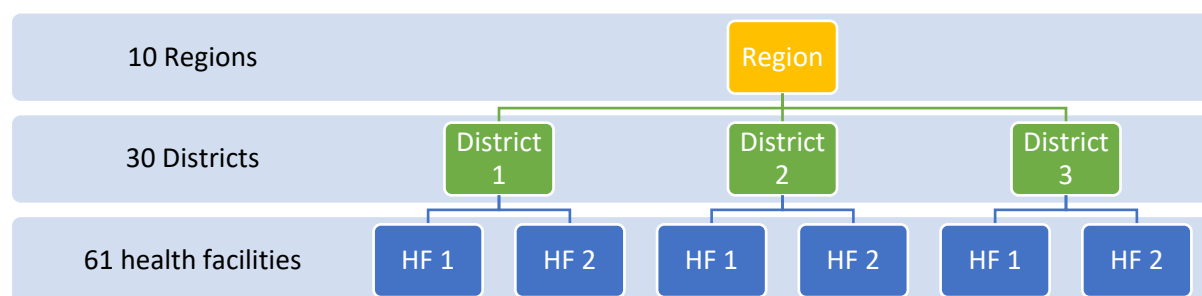 10 Regions
Region
30 Districts
District
1
District
2
District
3
61 health facilities
HF 1
HF 2
HF 1
HF 2
HF 1
HF 2